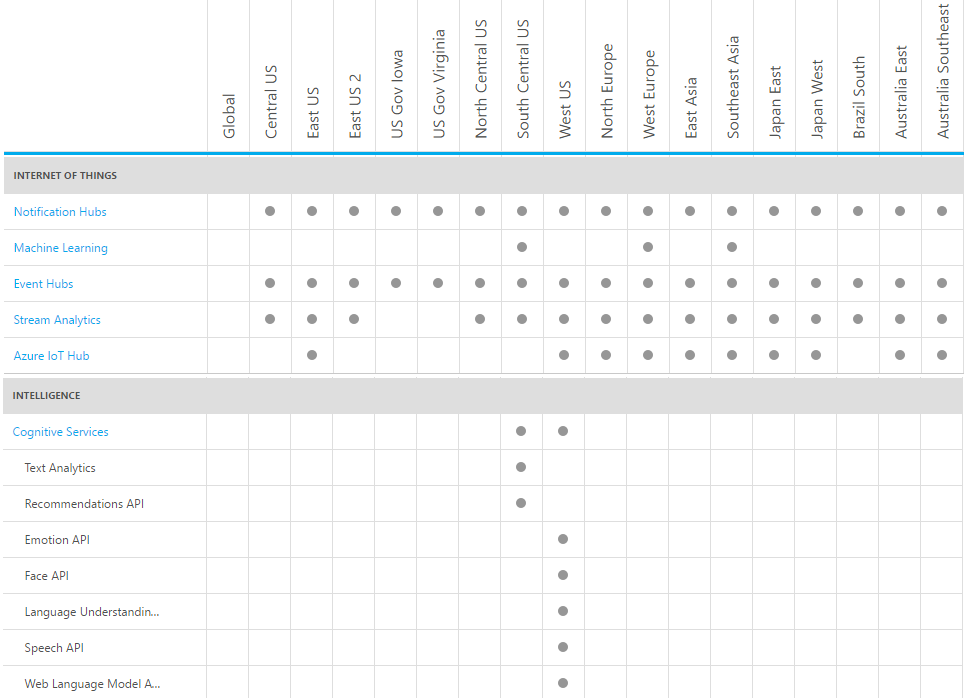 Global
Central US
East US
East US 2
US Gov Iowa
US Gov Virginia
North Central US
South Central US
West US
North Europe
West Europe
East Asia
Southeast Asia
Japan East
Japan West
Brazil South
Australia East
Australia Southeast
INTERNET OF THINGS
Notification Hubs
Machine Learning
Event Hubs
Stream Analytics
Azure IoT Hub
INTELLIGENCE
Cognitive Services
Text Analytics
Recommendations API
Emotion API
Face API
Language Understandin...
Speech API
Web Language Model A...